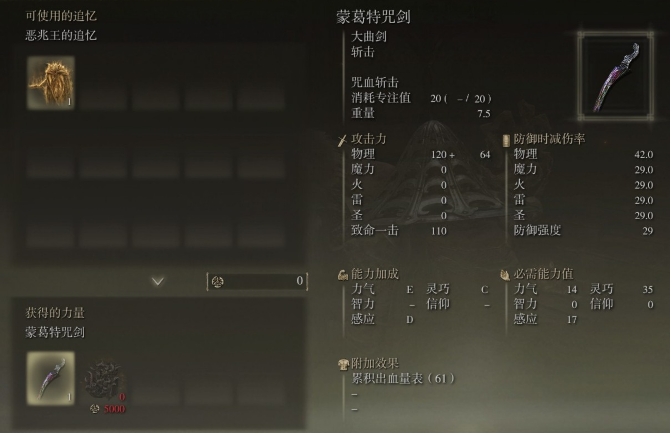 可使用的追忆
恶兆王的追忆
1
0
获得的力量
蒙葛特咒剑
1
0
5000
蒙葛特咒剑
大曲剑
斩击
咒血斩击
消耗专注值 20 ( – / 20 )
重量 7.5
攻击力
物理 120 + 64
魔力 0
火 0
雷 0
圣 0
致命一击 110
防御时减伤率
物理 42.0
魔力 29.0
火 29.0
雷 29.0
圣 29.0
防御强度 29
能力加成
力气 E 灵巧 C
智力 – 信仰 –
感应 D
必需能力值
力气 14 灵巧 35
智力 0 信仰 0
感应 17
附加效果
累积出血量表 ( 61 )
–
–